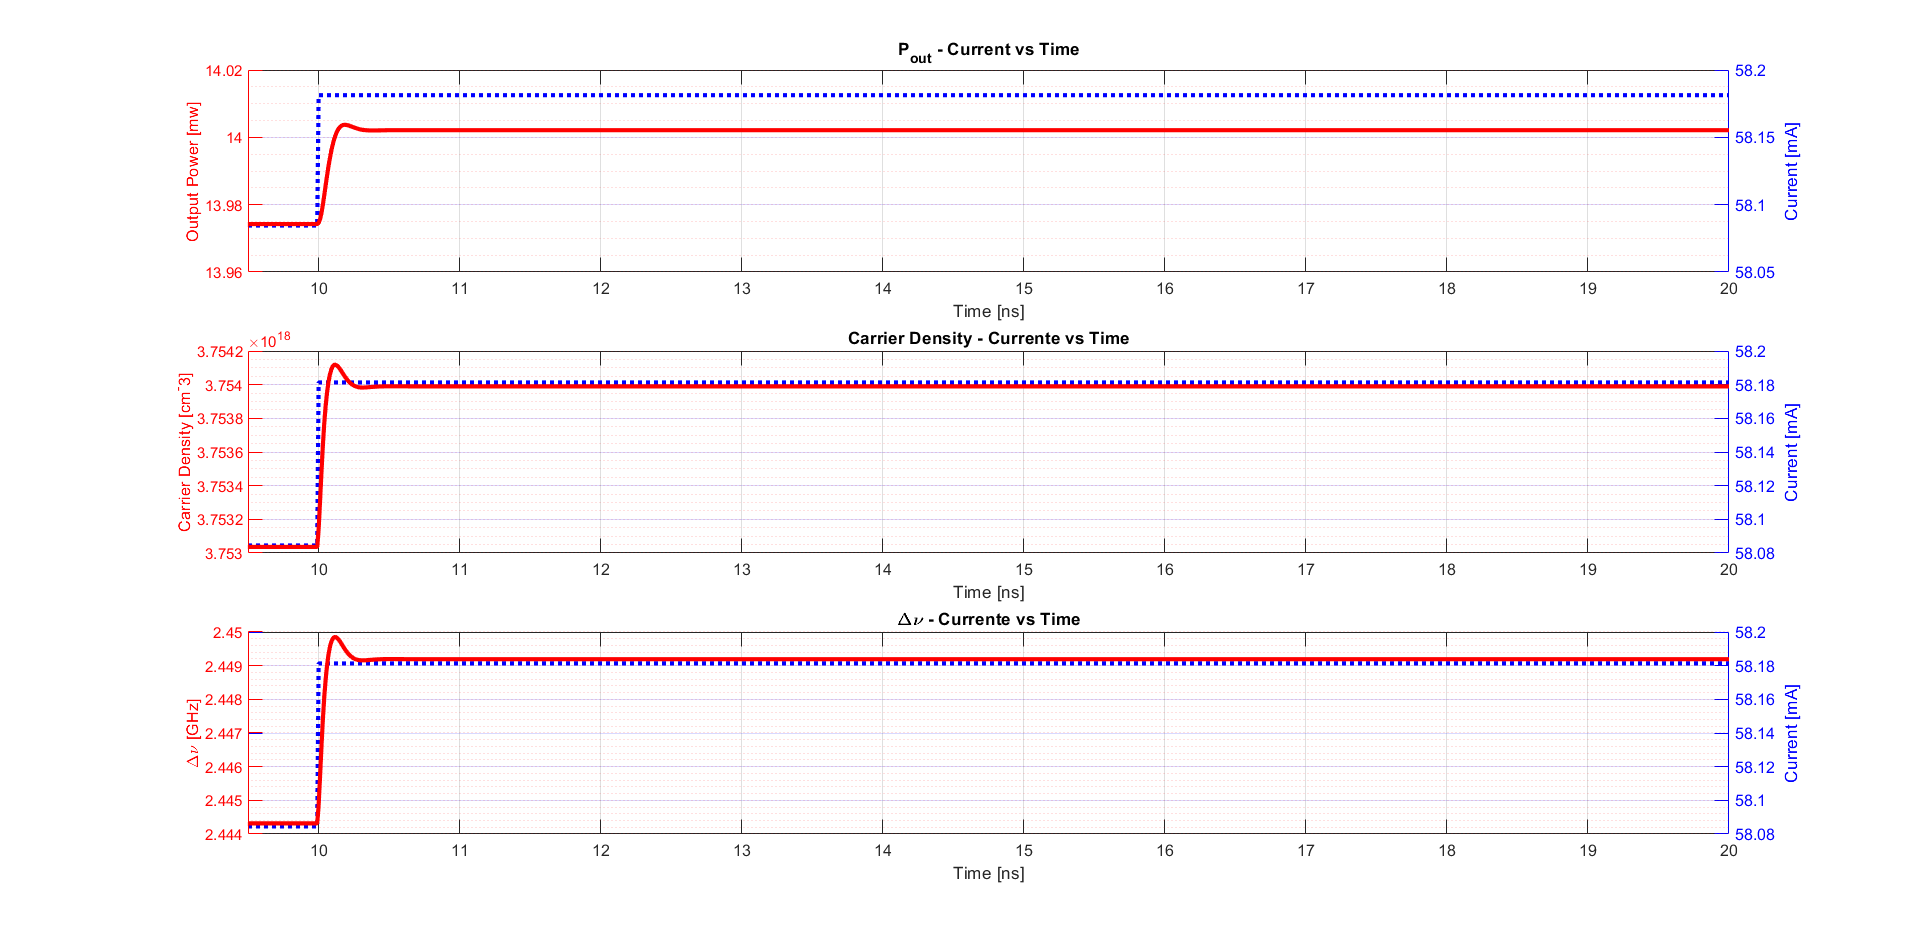 P_out - Current vs Time
14.02
14
13.98
13.96
Output Power [mw]
58.2
58.15
58.1
58.05
Current [mA]
10 11 12 13 14 15 16 17 18 19 20
Time [ns]
Carrier Density - Currente vs Time
×10^18
3.7542
3.754
3.7538
3.7536
3.7534
3.7532
3.753
Carrier Density [cm^-3]
58.2
58.18
58.16
58.14
58.12
58.1
58.08
Current [mA]
10 11 12 13 14 15 16 17 18 19 20
Time [ns]
Δν - Currente vs Time
2.45
2.449
2.448
2.447
2.446
2.445
2.444
Δν [GHz]
58.2
58.18
58.16
58.14
58.12
58.1
58.08
Current [mA]
10 11 12 13 14 15 16 17 18 19 20
Time [ns]